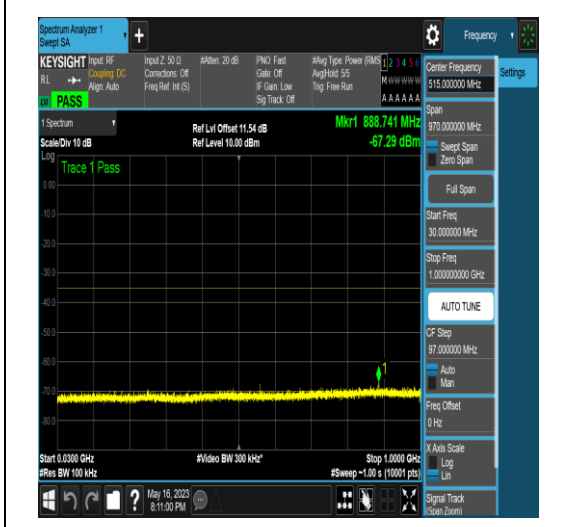 Spectrum Analyzer 1
Swept SA
Frequency
KEYSIGHT
Input: RF
Coupling: DC
Align: Auto
Input Z: 50 Ω
Corrections: Off
Freq Ref: Int (S)
#Atten: 20 dB
PNO: Fast
Gate: Off
IF Gain: Low
Sig Track: Off
#Avg Type: Power (RMS
Avg|Hold: 5/5
Trig: Free Run
1 2 3 4 5 6
M W W W W W
A A A A A A
R L
PASS
Center Frequency
515.000000 MHz
Settings
1 Spectrum
Ref Lvl Offset 11.54 dB
Mkr1 888.741 MHz
Scale/Div 10 dB
Ref Level 10.00 dBm
-67.29 dBm
Log
Trace 1 Pass
0.00
-10.0
-20.0
-30.0
-40.0
-50.0
-60.0
-70.0
-80.0
1
Span
970.000000 MHz
Swept Span
Zero Span
Full Span
Start Freq
30.000000 MHz
Stop Freq
1.000000000 GHz
AUTO TUNE
CF Step
97.000000 MHz
Auto
Man
Freq Offset
0 Hz
X Axis Scale
Log
Lin
Signal Track
(Span Zoom)
Start 0.0300 GHz
#Video BW 300 kHz*
Stop 1.0000 GHz
#Res BW 100 kHz
#Sweep ~1.00 s (10001 pts)
May 16, 2023
8:11:00 PM